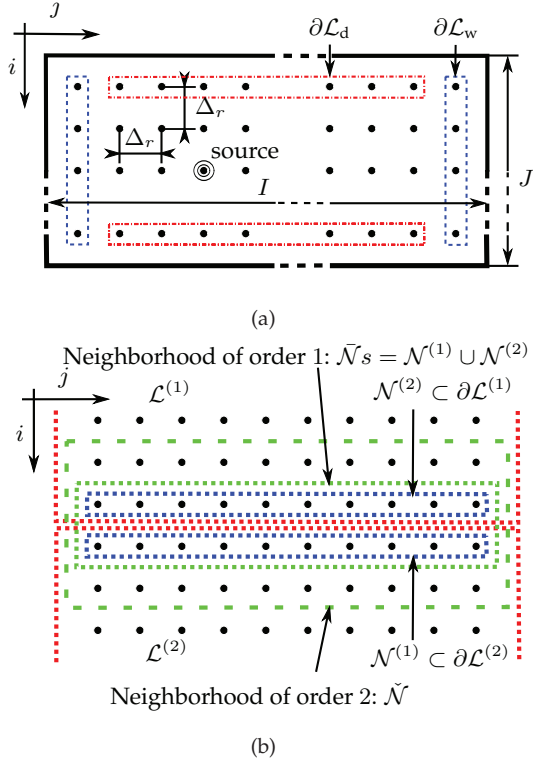 j
∂𝓛_d ∂𝓛_w
i
Δ_r
Δ_r
source
I
J
(a)
Neighborhood of order 1: 𝒩̄s = 𝒩^(1) ∪ 𝒩^(2)
j 𝓛^(1) 𝒩^(2) ⊂ ∂𝓛^(1)
i
𝓛^(2) 𝒩^(1) ⊂ ∂𝓛^(2)
Neighborhood of order 2: 𝒩̌
(b)